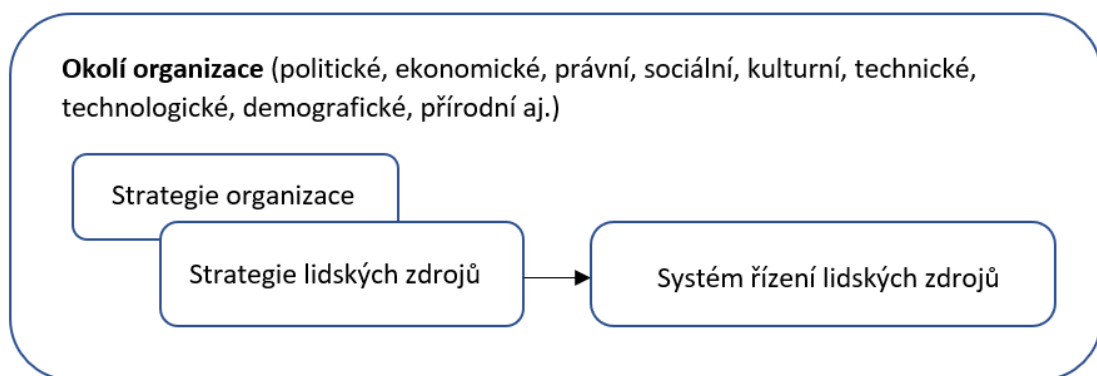 Okolí organizace (politické, ekonomické, právní, sociální, kulturní, technické,
technologické, demografické, přírodní aj.)
Strategie organizace
Strategie lidských zdrojů
Systém řízení lidských zdrojů